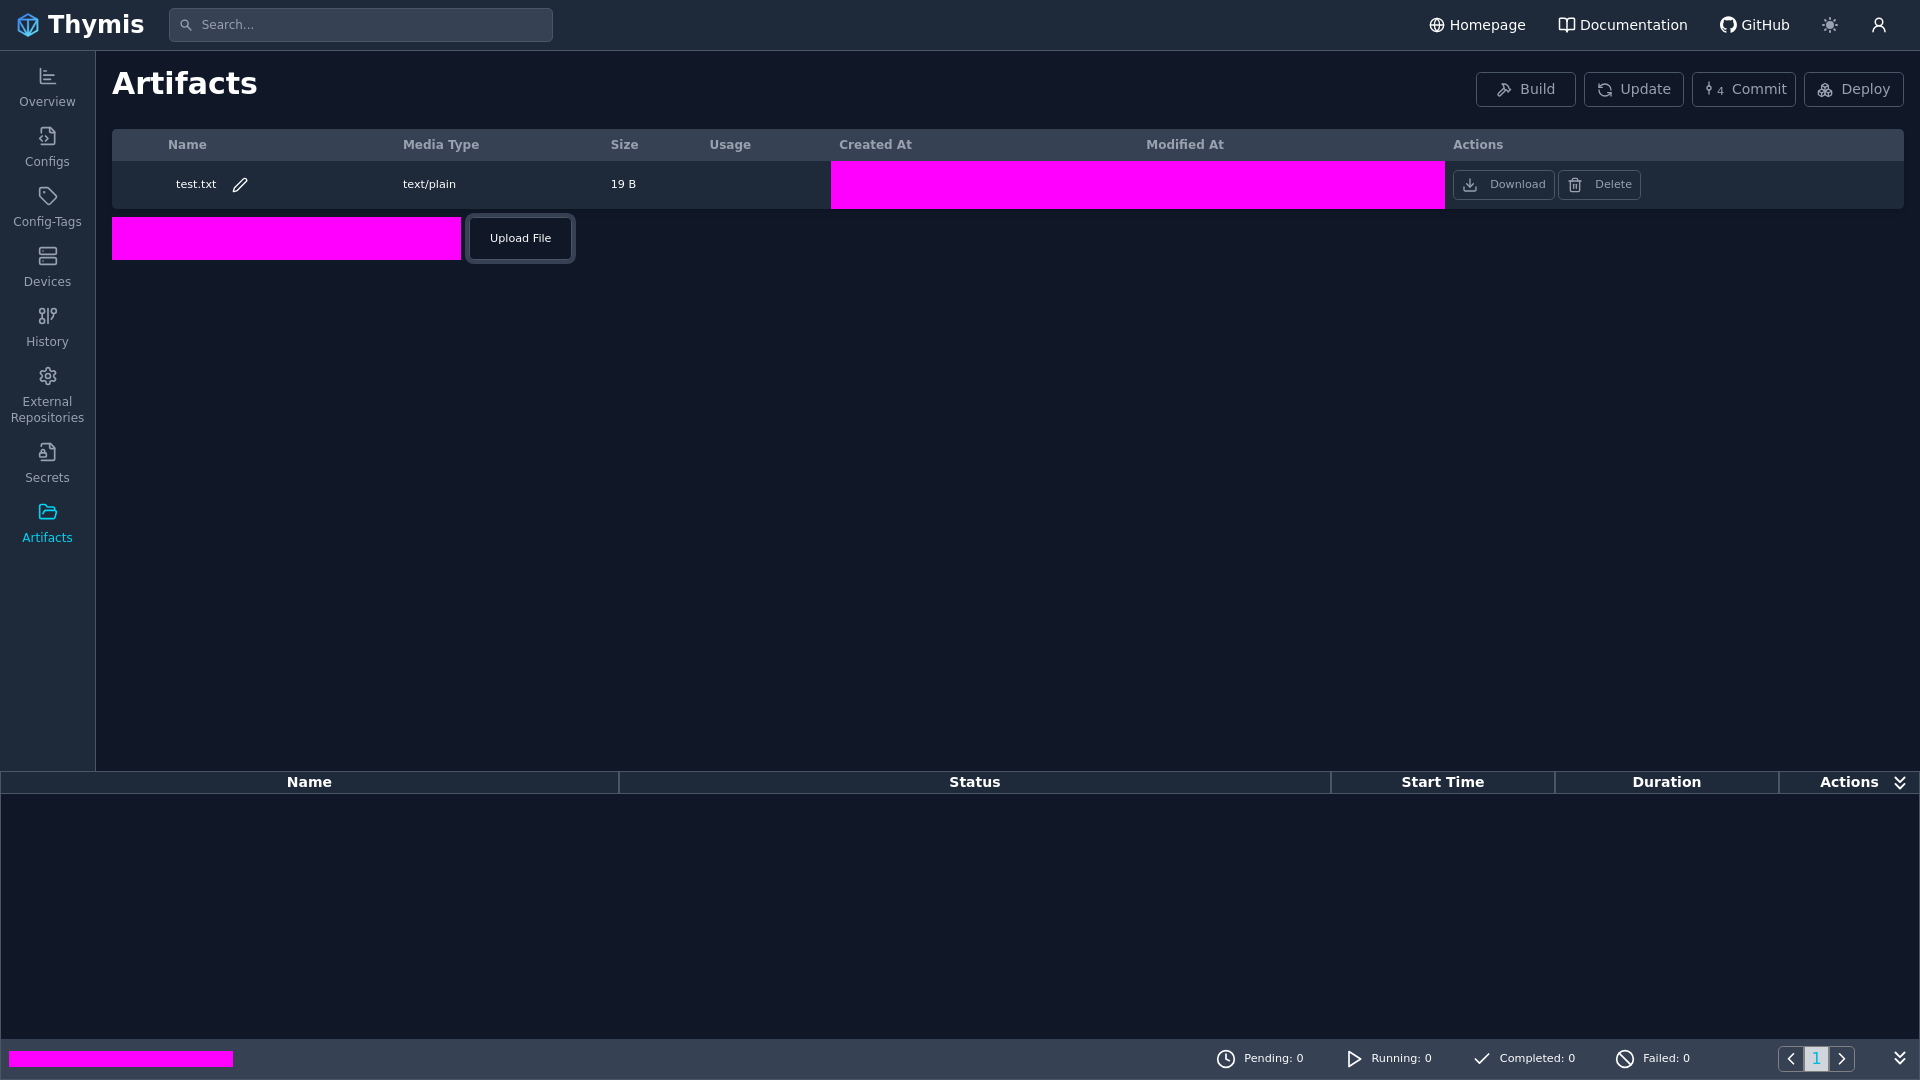 Thymis
Search...
Homepage
Documentation
GitHub
Overview
Configs
Config-Tags
Devices
History
External
Repositories
Secrets
Artifacts
Artifacts
Build
Update
4 Commit
Deploy
Name Media Type Size Usage Created At Modified At Actions
test.txt text/plain 19 B Download Delete
Upload File
Name Status Start Time Duration Actions
Pending: 0 Running: 0 Completed: 0 Failed: 0 1